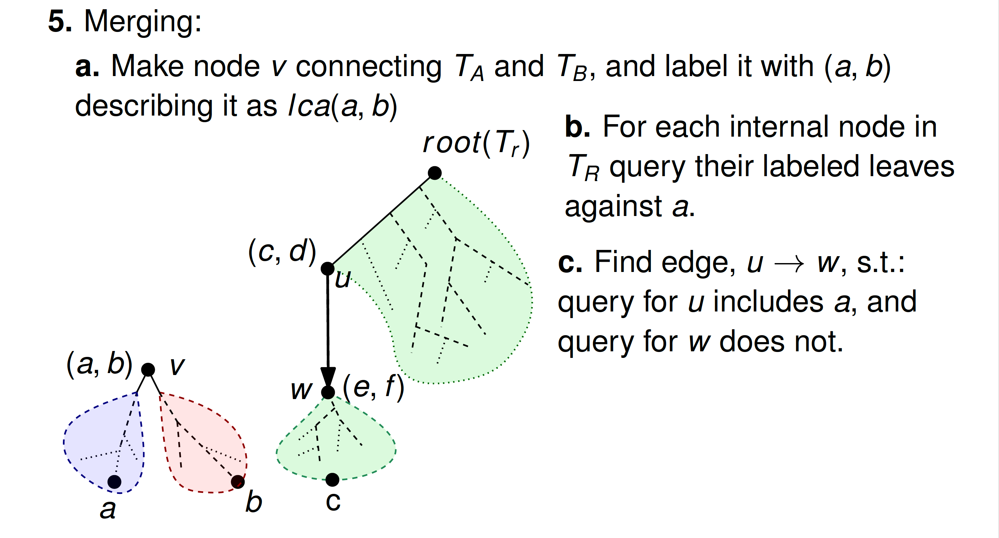 5. Merging:
a. Make node v connecting T_A and T_B, and label it with (a, b)
describing it as lca(a, b)
b. For each internal node in
T_R query their labeled leaves
against a.
c. Find edge, u → w, s.t.:
query for u includes a, and
query for w does not.
root(T_r)
(c, d)
u
(a, b) v
w (e, f)
a
b
c